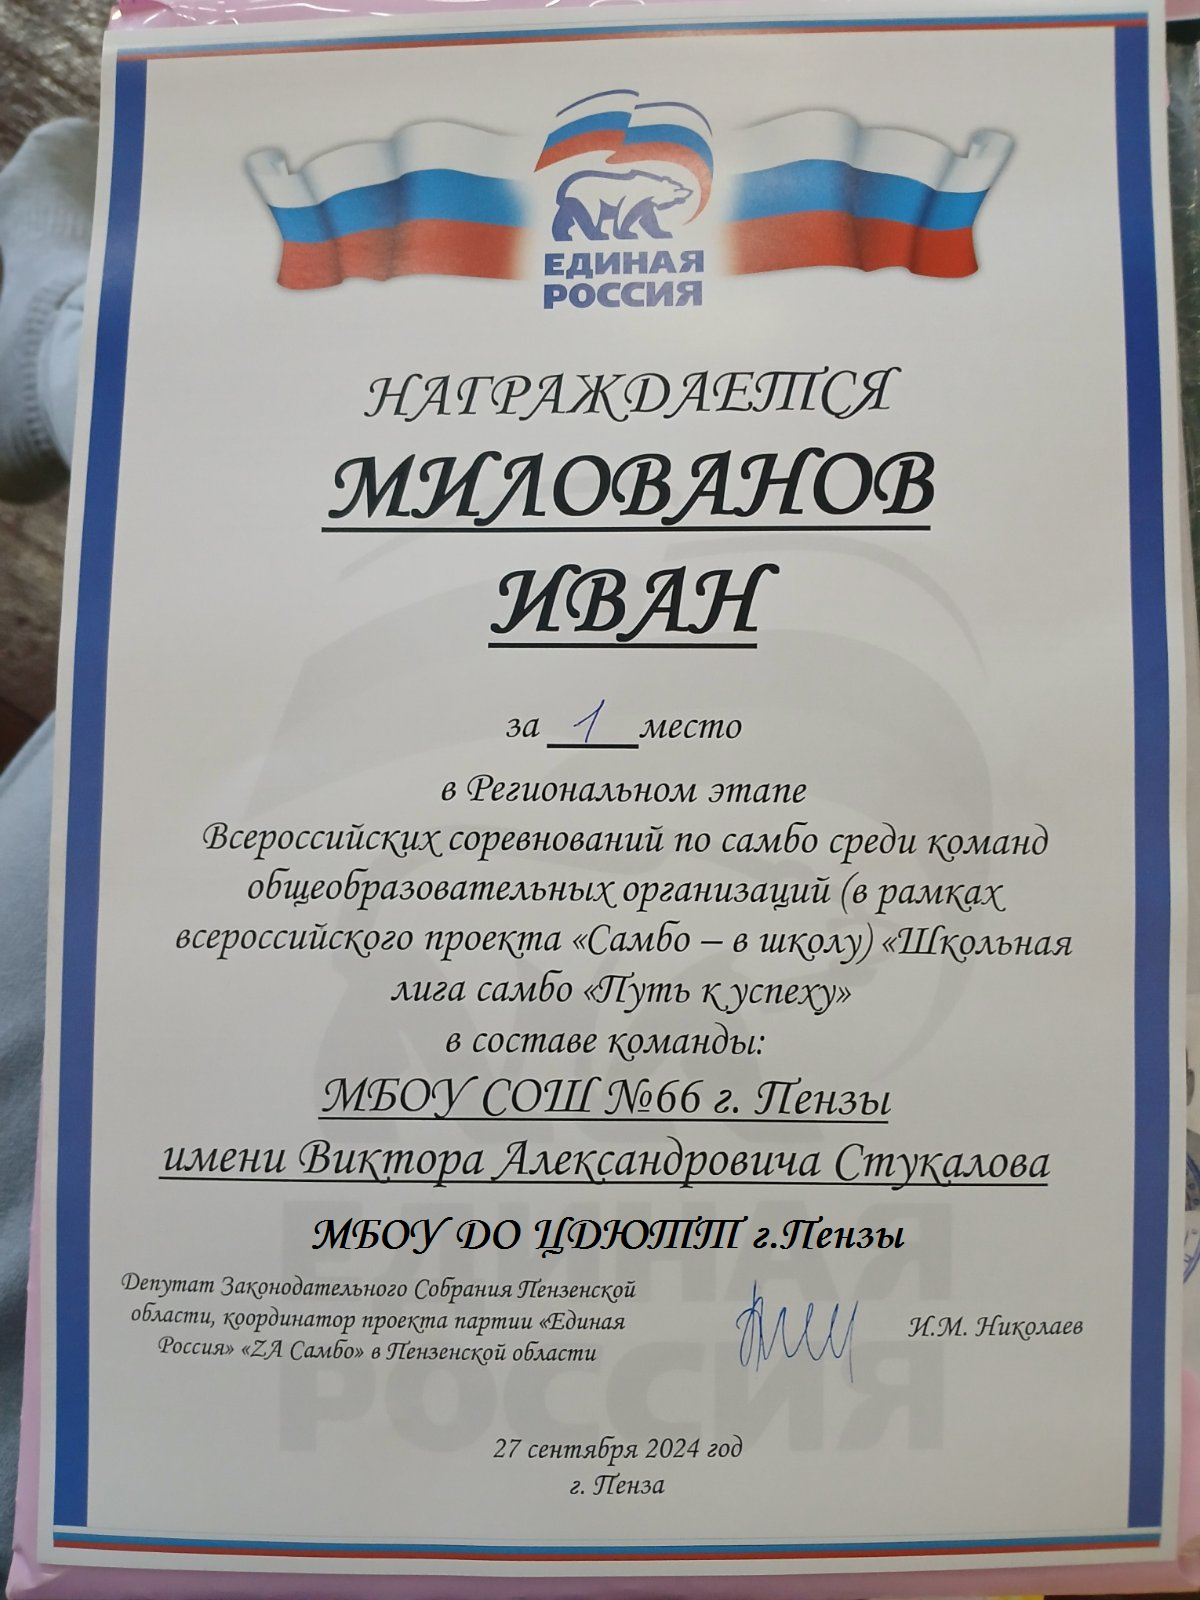 ЕДИНАЯ
РОССИЯ
НАГРАЖДАЕТСЯ
МИЛОВАНОВ
ИВАН
за 1 место
в Региональном этапе
Всероссийских соревнований по самбо среди команд
общеобразовательных организаций (в рамках
всероссийского проекта «Самбо – в школу) «Школьная
лига самбо «Путь к успеху»
в составе команды:
МБОУ СОШ №66 г. Пензы
имени Виктора Александровича Стукалова
МБОУ ДО ЦДЮТТ г.Пензы
Депутат Законодательного Собрания Пензенской
области, координатор проекта партии «Единая
Россия» «ZA Самбо» в Пензенской области
И.М. Николаев
27 сентября 2024 год
г. Пенза
ЕДИНАЯ
РОССИЯ